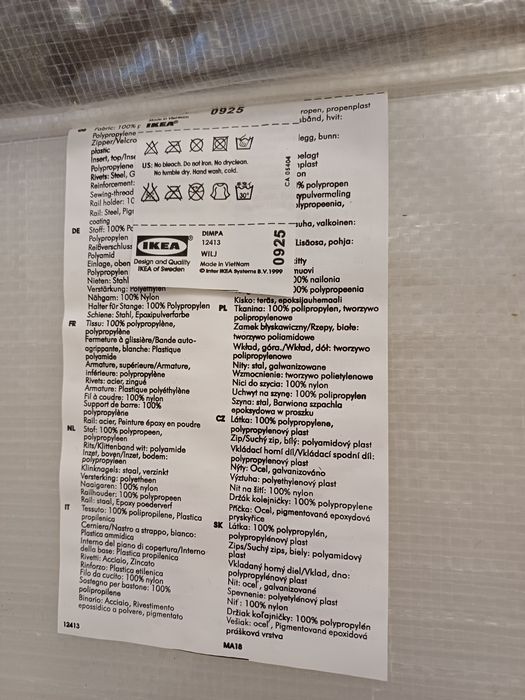 0925
Made in Vietnam
IKEA®
US: No bleach. Do not Iron. No dryclean.
No tumble dry. Hand wash, cold.
CA 05404
IKEA
®
Design and Quality
IKEA of Sweden
DIMPA
12413
WILJ
Made in VietNam
© Inter IKEA Systems B.V. 1999
0925
Fabric: 100%
Polypropylene
Zipper/Velcro
plastic
Insert, top/Inse
Polypropylene
Rivets: Steel, G
Reinforcement:
Sewing-thread
Rail holder: 10
Rail: Steel, Pigr
coating
DE Stoff: 100% Po
Polypropylen
Reißverschluss
Polyamid
Einlage, oben
Polypropylen
Nieten: Stahl
Verstärkung: Polyethylen
Nähgarn: 100% Nylon
Halter für Stange: 100% Polypropylen
Schiene: Stahl, Epoxipulverfarbe
FR Tissu: 100% polypropylène,
polypropylène
Fermeture à glissière/Bande auto-
agrippante, blanche: Plastique
polyamide
Armature, supérieure/Armature,
inférieure: polypropylène
Rivets: acier, zingué
Armature: Plastique polyéthylène
Fil à coudre: 100% nylon
Support de barre: 100%
polypropylène
Rail: acier, Peinture époxy en poudre
NL Stof: 100% polypropeen,
polypropyleen
Rits/Klittenband wit: polyamide
Inzet, boven/Inzet, bodem:
polypropyleen
Klinknagels: staal, verzinkt
Versterking: polyetheen
Naaigaren: 100% nylon
Railhouder: 100% polypropeen
Rail: staal, Epoxy poederverf
IT Tessuto: 100% polipropilene, Plastica
propilenica
Cerniera/Nastro a strappo, bianco:
Plastica ammidica
Interno del piano di copertura/Interno
della base: Plastica propilenica
Rivetti: Acciaio, Zincato
Rinforzo: Plastica etilenica
Filo da cucito: 100% nylon
Sostegno per bastone: 100%
polipropilene
Binario: Acciaio, Rivestimento
epossidico a polvere, pigmentato
12413
ropen, propenplast
bånd, hvit:
legg, bunn:
elagt
plast
on
% polypropen
ypulvermaling
lypropeenia,
uha, valkoinen:
Lisäosa, pohja:
itty
nuovi
00% nailonia
00% polypropeenia
Kisko: teräs, epoksijauhemaali
PL Tkanina: 100% polipropylen, tworzywo
polipropylenowe
Zamek błyskawiczny/Rzepy, białe:
tworzywo poliamidowe
Wkład, góra./Wkład, dół: tworzywo
polipropylenowe
Nity: stal, galwanizowane
Wzmocnienie: tworzywo polietylenowe
Nici do szycia: 100% nylon
Uchwyt na szynę: 100% polipropylen
Szyna: stal, Barwiona szpachla
epoksydowa w proszku
CZ Látka: 100% polypropylene,
polypropylenový plast
Zip/Suchý zip, bílý: polyamidový plast
Vkládací horní díl/Vkládací spodní díl:
polypropylenový plast
Nýty: Ocel, galvanizováno
Výztuha: polyethylenový plast
Nit na šití: 100% nylon
Držák kolejničky: 100% polypropylene
Příčka: Ocel, pigmentovaná epoxydová
pryskyřice
SK Látka: 100% polypropylén,
polypropylénový plast
Zips/Suchý zips, biely: polyamidový
plast
Vkladaný horný diel/Vklad, dno:
polypropylénový plast
Nit: oceľ, galvanizované
Spevnenie: polyetylénový plast
Niť: 100% nylon
Držiak koľajničky: 100% polypropylén
Vešiak: oceľ, Pigmentovaná epoxidová
prášková vrstva
MA18